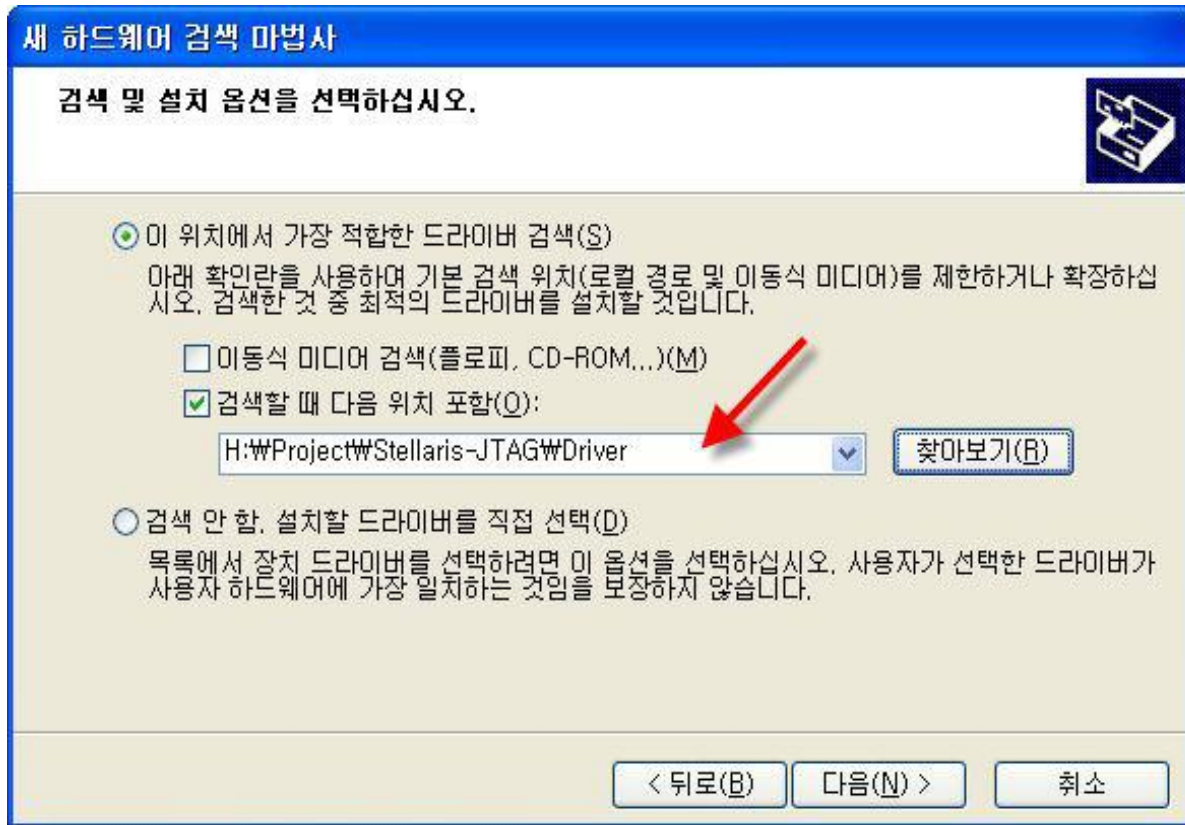 새 하드웨어 검색 마법사
검색 및 설치 옵션을 선택하십시오.
이 위치에서 가장 적합한 드라이버 검색(S)
아래 확인란을 사용하여 기본 검색 위치(로컬 경로 및 이동식 미디어)를 제한하거나 확장하십
시오. 검색한 것 중 최적의 드라이버를 설치할 것입니다.
이동식 미디어 검색(플로피, CD-ROM...)(M)
검색할 때 다음 위치 포함(O):
H:₩Project₩Stellaris-JTAG₩Driver
찾아보기(R)
검색 안 함. 설치할 드라이버를 직접 선택(D)
목록에서 장치 드라이버를 선택하려면 이 옵션을 선택하십시오. 사용자가 선택한 드라이버가
사용자 하드웨어에 가장 일치하는 것임을 보장하지 않습니다.
< 뒤로(B) 다음(N) > 취소